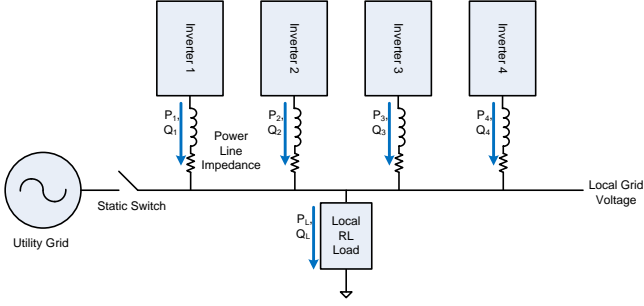 Inverter 1
Inverter 2
Inverter 3
Inverter 4
P1,
Q1
P2,
Q2
P3,
Q3
P4,
Q4
Power
Line
Impedance
Static Switch
Utility Grid
Local Grid
Voltage
PL,
QL
Local
RL
Load